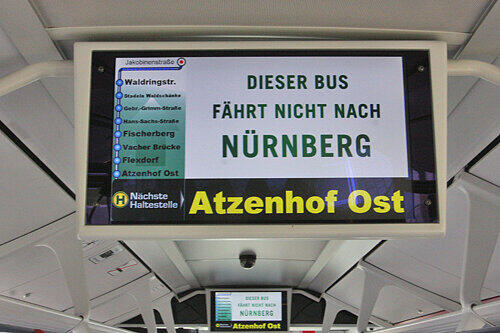 Jakobinenstraße
Waldringstr.
Stadeln Waldschänke
Gebr.-Grimm-Straße
Hans-Sachs-Straße
Fischerberg
Vacher Brücke
Flexdorf
Atzenhof Ost
DIESER BUS
FÄHRT NICHT NACH
NÜRNBERG
H Nächste
Haltestelle
Atzenhof Ost
DIESER BUS
FÄHRT NICHT NACH
NÜRNBERG
Atzenhof Ost